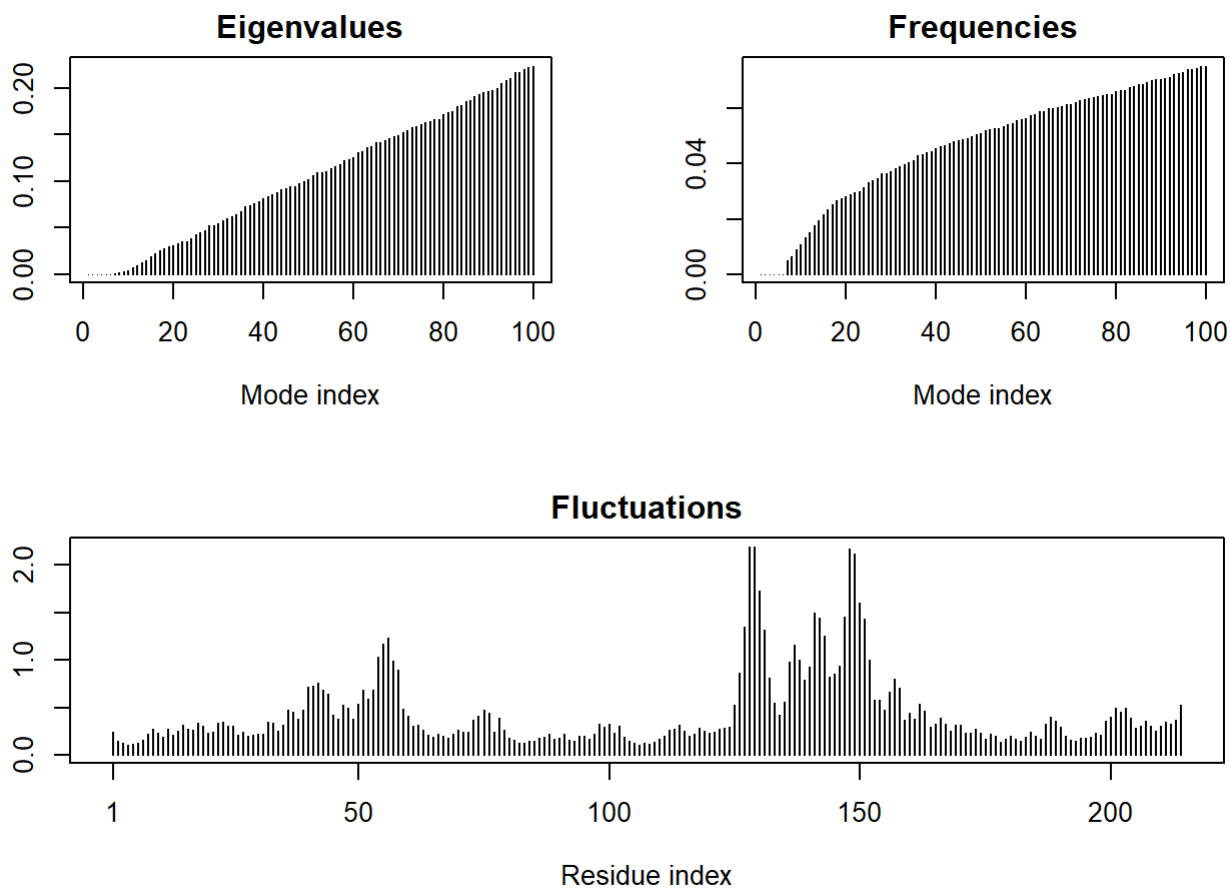 Eigenvalues
0.00 0.10 0.20
0 20 40 60 80 100
Mode index
Frequencies
0.00 0.04
0 20 40 60 80 100
Mode index
Fluctuations
0.0 1.0 2.0
1 50 100 150 200
Residue index